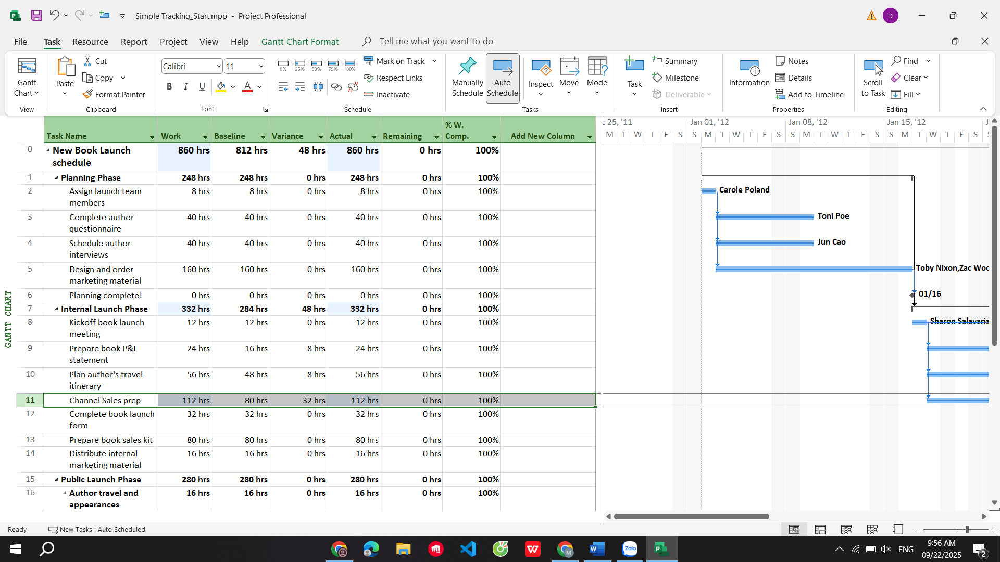 Simple Tracking_Start.mpp - Project Professional
D
File Task Resource Report Project View Help Gantt Chart Format Tell me what you want to do
Gantt Chart
View
Paste
Cut
Copy
Format Painter
Clipboard
Calibri 11
B I U A
Font
0% 25% 50% 75% 100%
Mark on Track
Respect Links
Inactivate
Schedule
Manually Schedule
Auto Schedule
Inspect
Move
Mode
Tasks
Task
Summary
Milestone
Deliverable
Insert
Information
Notes
Details
Add to Timeline
Properties
Scroll to Task
Find
Clear
Fill
Editing
Task Name Work Baseline Variance Actual Remaining % W. Comp. Add New Column
0 New Book Launch schedule 860 hrs 812 hrs 48 hrs 860 hrs 0 hrs 100%
1 Planning Phase 248 hrs 248 hrs 0 hrs 248 hrs 0 hrs 100%
2 Assign launch team members 8 hrs 8 hrs 0 hrs 8 hrs 0 hrs 100%
3 Complete author questionnaire 40 hrs 40 hrs 0 hrs 40 hrs 0 hrs 100%
4 Schedule author interviews 40 hrs 40 hrs 0 hrs 40 hrs 0 hrs 100%
5 Design and order marketing material 160 hrs 160 hrs 0 hrs 160 hrs 0 hrs 100%
6 Planning complete! 0 hrs 0 hrs 0 hrs 0 hrs 0 hrs 100%
7 Internal Launch Phase 332 hrs 284 hrs 48 hrs 332 hrs 0 hrs 100%
8 Kickoff book launch meeting 12 hrs 12 hrs 0 hrs 12 hrs 0 hrs 100%
9 Prepare book P&L statement 24 hrs 16 hrs 8 hrs 24 hrs 0 hrs 100%
10 Plan author's travel itinerary 56 hrs 48 hrs 8 hrs 56 hrs 0 hrs 100%
11 Channel Sales prep 112 hrs 80 hrs 32 hrs 112 hrs 0 hrs 100%
12 Complete book launch form 32 hrs 32 hrs 0 hrs 32 hrs 0 hrs 100%
13 Prepare book sales kit 80 hrs 80 hrs 0 hrs 80 hrs 0 hrs 100%
14 Distribute internal marketing material 16 hrs 16 hrs 0 hrs 16 hrs 0 hrs 100%
15 Public Launch Phase 280 hrs 280 hrs 0 hrs 280 hrs 0 hrs 100%
16 Author travel and appearances 16 hrs 16 hrs 0 hrs 16 hrs 0 hrs 100%
GANTT CHART
c 25, '11 Jan 01, '12 Jan 08, '12 Jan 15, '12 J
M T W T F S S M T W T F S S M T W T F S S M T W T F S S
Carole Poland
Toni Poe
Jun Cao
Toby Nixon,Zac Woo
01/16
Sharon Salavaria
Ready New Tasks : Auto Scheduled
M W W Zalo P
ENG
9:56 AM
09/22/2025
2